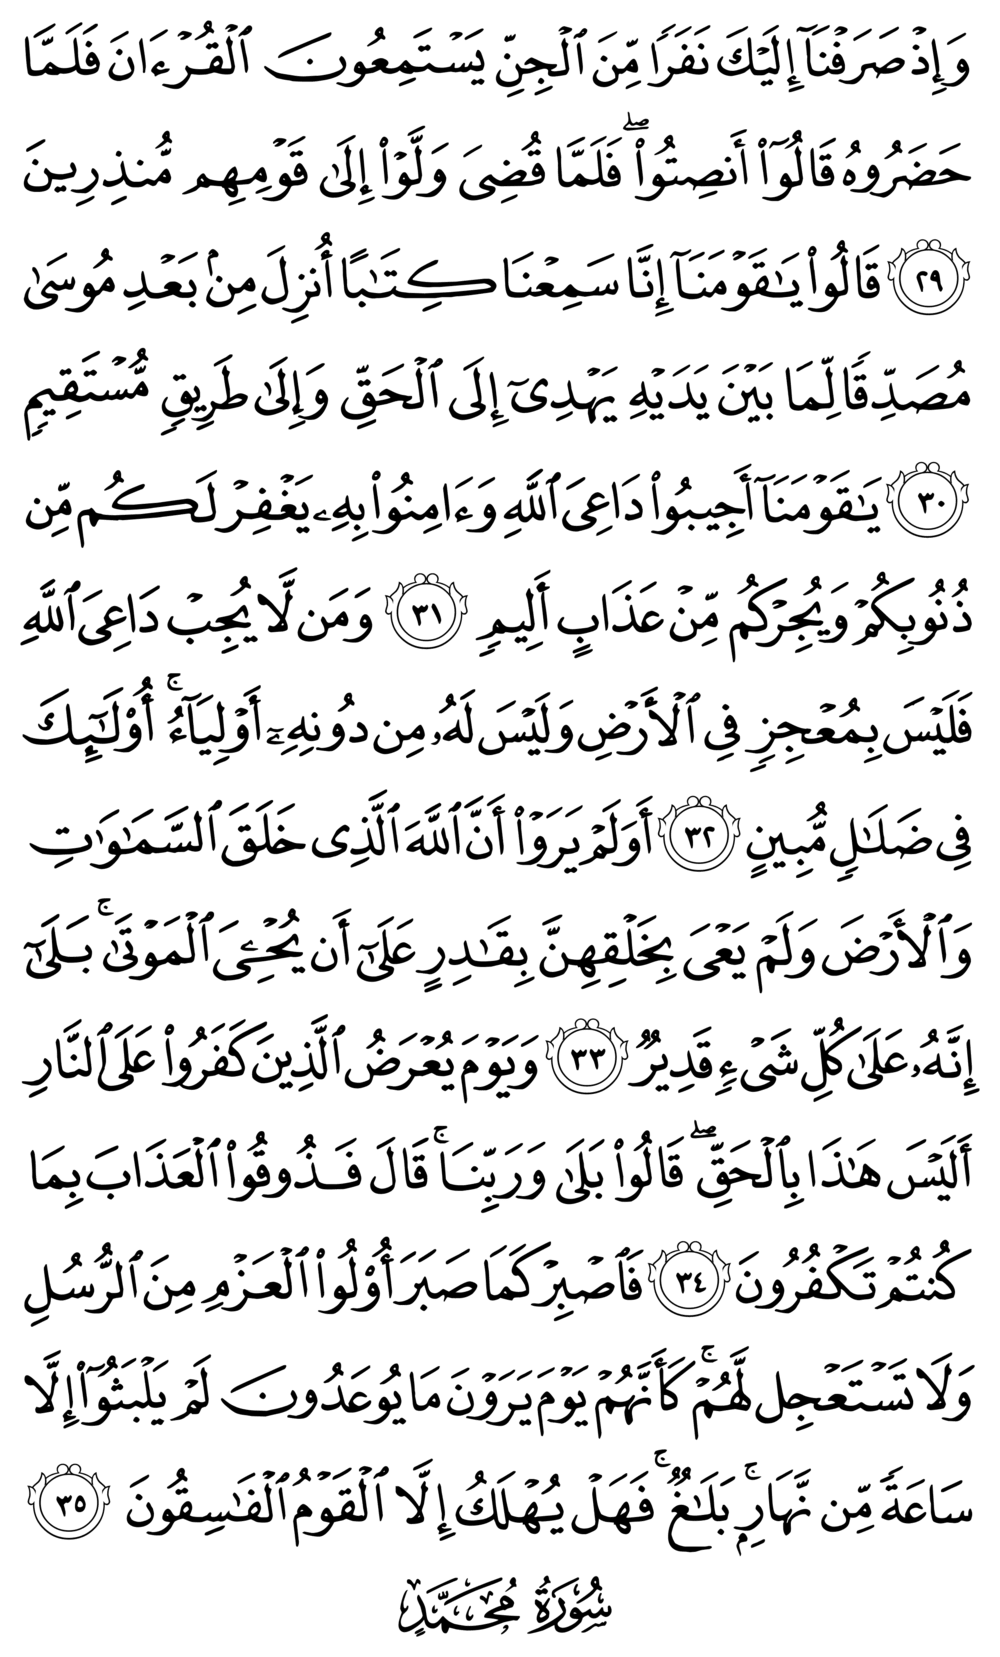 وَإِذْ صَرَفْنَآ إِلَيْكَ نَفَرًا مِّنَ ٱلْجِنِّ يَسْتَمِعُونَ ٱلْقُرْءَانَ فَلَمَّا
حَضَرُوهُ قَالُوٓا۟ أَنصِتُوا۟ ۖ فَلَمَّا قُضِىَ وَلَّوْا۟ إِلَىٰ قَوْمِهِم مُّنذِرِينَ
٢٩ قَالُوا۟ يَـٰقَوْمَنَآ إِنَّا سَمِعْنَا كِتَـٰبًا أُنزِلَ مِنۢ بَعْدِ مُوسَىٰ
مُصَدِّقًا لِّمَا بَيْنَ يَدَيْهِ يَهْدِىٓ إِلَى ٱلْحَقِّ وَإِلَىٰ طَرِيقٍ مُّسْتَقِيمٍ
٣٠ يَـٰقَوْمَنَآ أَجِيبُوا۟ دَاعِىَ ٱللَّهِ وَءَامِنُوا۟ بِهِۦ يَغْفِرْ لَكُم مِّن
ذُنُوبِكُمْ وَيُجِرْكُم مِّنْ عَذَابٍ أَلِيمٍ ٣١ وَمَن لَّا يُجِبْ دَاعِىَ ٱللَّهِ
فَلَيْسَ بِمُعْجِزٍ فِى ٱلْأَرْضِ وَلَيْسَ لَهُۥ مِن دُونِهِۦٓ أَوْلِيَآءُ ۚ أُو۟لَـٰٓئِكَ
فِى ضَلَـٰلٍ مُّبِينٍ ٣٢ أَوَلَمْ يَرَوْا۟ أَنَّ ٱللَّهَ ٱلَّذِى خَلَقَ ٱلسَّمَـٰوَٰتِ
وَٱلْأَرْضَ وَلَمْ يَعْىَ بِخَلْقِهِنَّ بِقَـٰدِرٍ عَلَىٰٓ أَن يُحْـِۧىَ ٱلْمَوْتَىٰ ۚ بَلَىٰٓ
إِنَّهُۥ عَلَىٰ كُلِّ شَىْءٍ قَدِيرٌ ٣٣ وَيَوْمَ يُعْرَضُ ٱلَّذِينَ كَفَرُوا۟ عَلَى ٱلنَّارِ
أَلَيْسَ هَـٰذَا بِٱلْحَقِّ ۖ قَالُوا۟ بَلَىٰ وَرَبِّنَا ۚ قَالَ فَذُوقُوا۟ ٱلْعَذَابَ بِمَا
كُنتُمْ تَكْفُرُونَ ٣٤ فَٱصْبِرْ كَمَا صَبَرَ أُو۟لُوا۟ ٱلْعَزْمِ مِنَ ٱلرُّسُلِ
وَلَا تَسْتَعْجِل لَّهُمْ ۚ كَأَنَّهُمْ يَوْمَ يَرَوْنَ مَا يُوعَدُونَ لَمْ يَلْبَثُوٓا۟ إِلَّا
سَاعَةً مِّن نَّهَارٍۭ ۚ بَلَـٰغٌ ۚ فَهَلْ يُهْلَكُ إِلَّا ٱلْقَوْمُ ٱلْفَـٰسِقُونَ ٣٥
سُورَةُ مُحَمَّدٍ